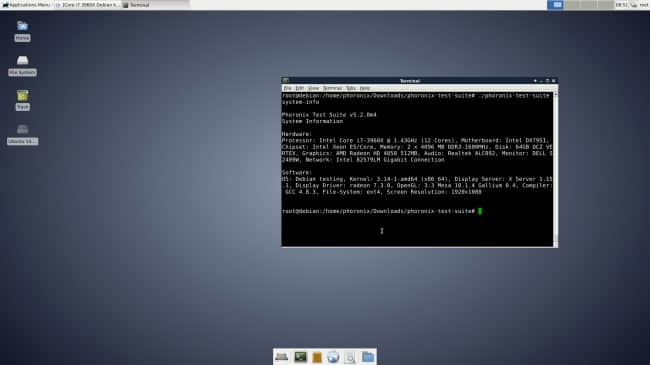 Applications Menu
[Core i7 3960X Debian t...
Terminal
08:51
root
Home
File System
Trash
Ubuntu 14....
Terminal
File Edit View Terminal Tabs Help
root@debian:/home/phoronix/Downloads/phoronix-test-suite# ./phoronix-test-suite
system-info
Phoronix Test Suite v5.2.0m4
System Information
Hardware:
Processor: Intel Core i7-3960X @ 1.43GHz (12 Cores), Motherboard: Intel DX79SI,
Chipset: Intel Xeon E5/Core, Memory: 2 x 4096 MB DDR3-1600MHz, Disk: 64GB OCZ VE
RTEX, Graphics: AMD Radeon HD 4850 512MB, Audio: Realtek ALC892, Monitor: DELL S
2409W, Network: Intel 82579LM Gigabit Connection
Software:
OS: Debian testing, Kernel: 3.14-1-amd64 (x86_64), Display Server: X Server 1.15
.1, Display Driver: radeon 7.3.0, OpenGL: 3.3 Mesa 10.1.4 Gallium 0.4, Compiler:
GCC 4.8.3, File-System: ext4, Screen Resolution: 1920x1080
root@debian:/home/phoronix/Downloads/phoronix-test-suite#